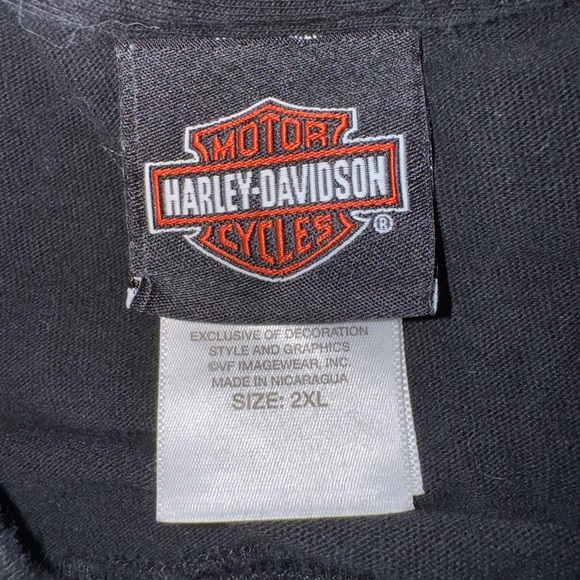 MOTOR
HARLEY-DAVIDSON
CYCLES
®
EXCLUSIVE OF DECORATION
STYLE AND GRAPHICS
©VF IMAGEWEAR, INC
MADE IN NICARAGUA
SIZE: 2XL